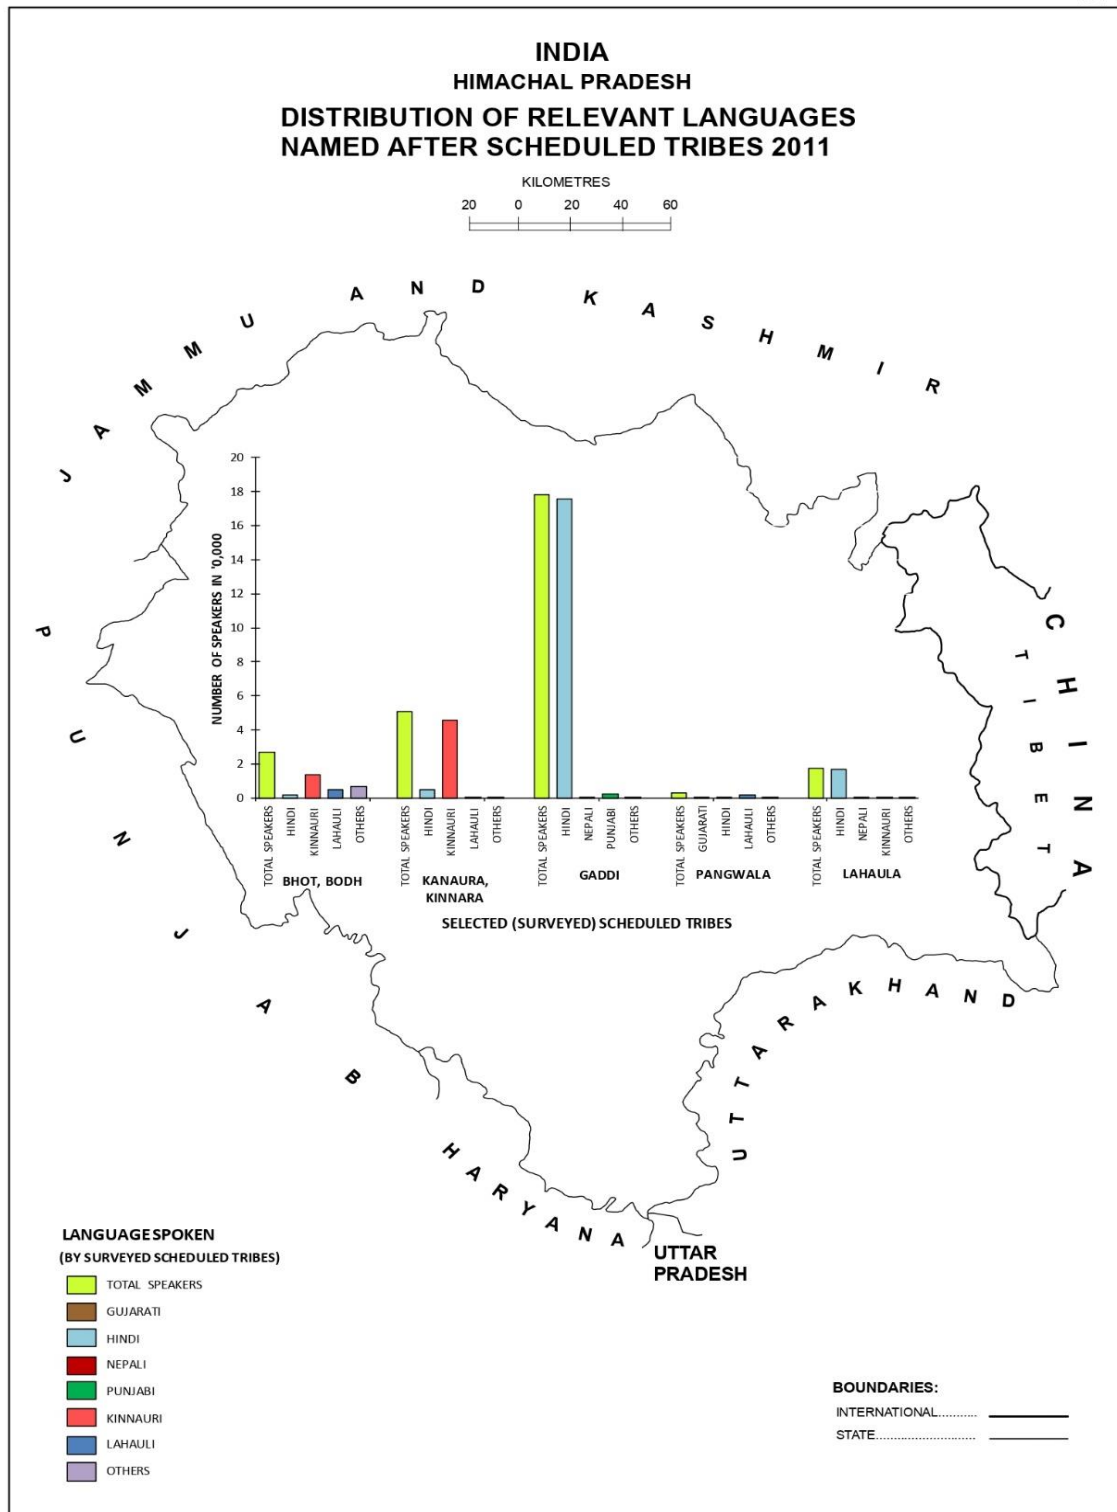 INDIA
HIMACHAL PRADESH
DISTRIBUTION OF RELEVANT LANGUAGES
NAMED AFTER SCHEDULED TRIBES 2011
KILOMETRES
20 0 20 40 60
JAMMU AND KASHMIR
PUNJAB
HARYANA
UTTAR
PRADESH
UTTARAKHAND
CHINA
TIBET
NUMBER OF SPEAKERS IN '0,000
20
18
16
14
12
10
8
6
4
2
0
TOTAL SPEAKERS
HINDI
KINNAURI
LAHAULI
OTHERS
BHOT, BODH
TOTAL SPEAKERS
HINDI
KINNAURI
LAHAULI
OTHERS
KANAURA,
KINNARA
TOTAL SPEAKERS
HINDI
NEPALI
PUNJABI
OTHERS
GADDI
TOTAL SPEAKERS
GUJARATI
HINDI
LAHAULI
OTHERS
PANGWALA
TOTAL SPEAKERS
HINDI
NEPALI
KINNAURI
OTHERS
LAHAULA
SELECTED (SURVEYED) SCHEDULED TRIBES
LANGUAGE SPOKEN
(BY SURVEYED SCHEDULED TRIBES)
TOTAL SPEAKERS
GUJARATI
HINDI
NEPALI
PUNJABI
KINNAURI
LAHAULI
OTHERS
BOUNDARIES:
INTERNATIONAL...........
STATE............................